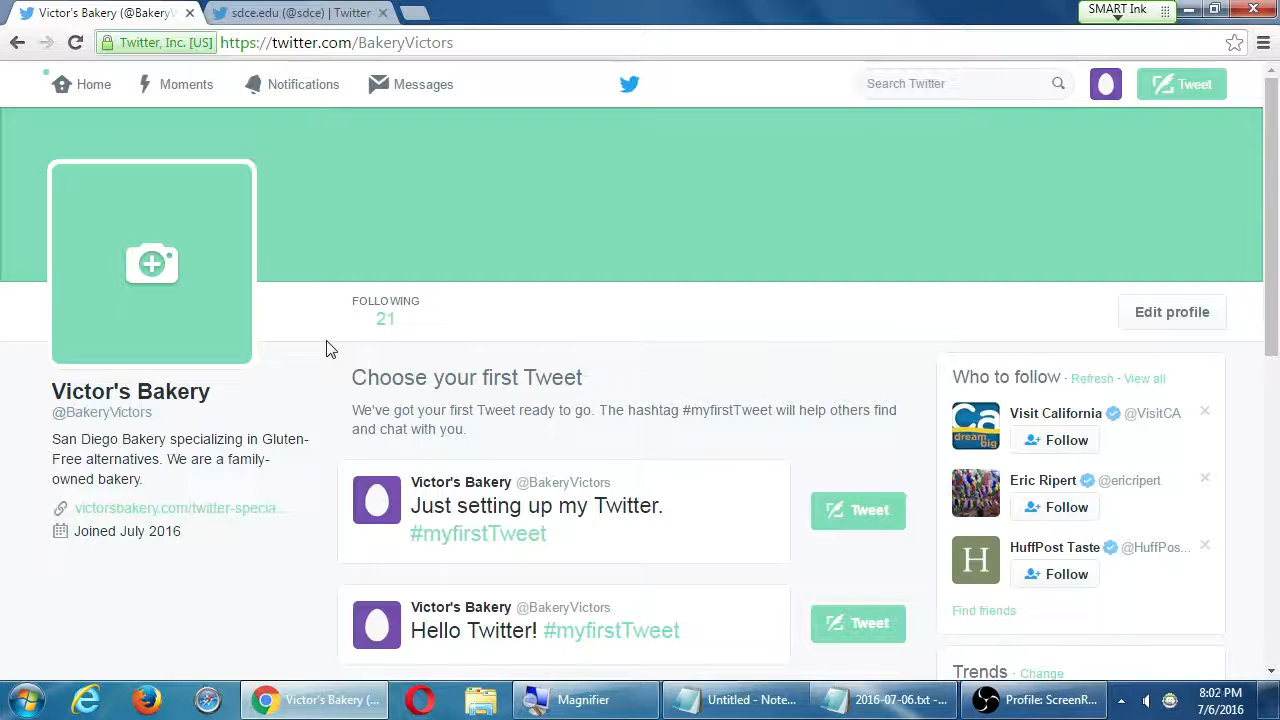 Victor's Bakery (@BakeryV
sdce.edu (@sdce) | Twitter
SMART Ink
Twitter, Inc. [US]
https://twitter.com/BakeryVictors
Home
Moments
Notifications
Messages
Search Twitter
Tweet
FOLLOWING
21
Edit profile
Victor's Bakery
@BakeryVictors
San Diego Bakery specializing in Gluten-
Free alternatives. We are a family-
owned bakery.
victorsbakery.com/twitter-specia...
Joined July 2016
Choose your first Tweet
We've got your first Tweet ready to go. The hashtag #myfirstTweet will help others find
and chat with you.
Victor's Bakery @BakeryVictors
Just setting up my Twitter.
#myfirstTweet
Tweet
Victor's Bakery @BakeryVictors
Hello Twitter! #myfirstTweet
Tweet
Who to follow · Refresh · View all
Ca
dream
big
Visit California @VisitCA
Follow
Eric Ripert @ericripert
Follow
H
HuffPost Taste @HuffPos...
Follow
Find friends
Trends · Change
Victor's Bakery (...
Magnifier
Untitled - Note...
2016-07-06.txt -...
Profile: ScreenR...
8:02 PM
7/6/2016